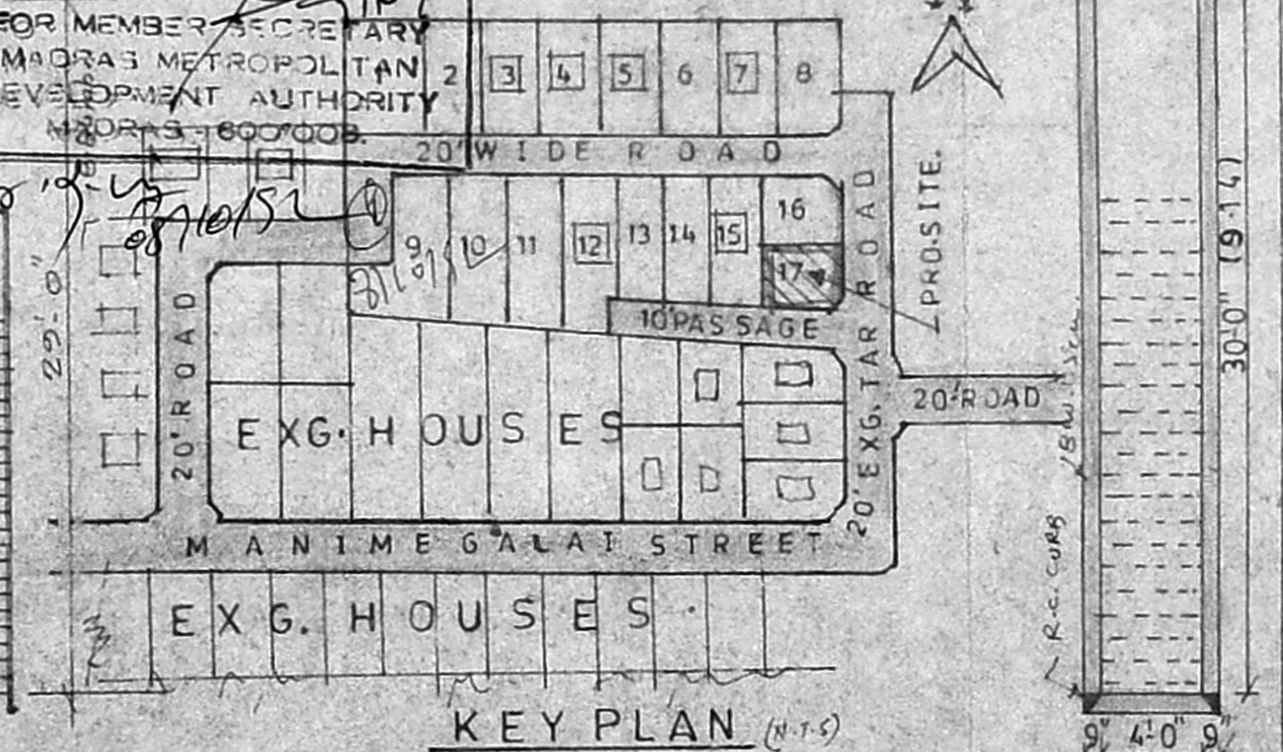 FOR MEMBER SECRETARY
MADRAS METROPOLITAN
DEVELOPMENT AUTHORITY
MADRAS-600 008.
2 3 4 5 6 7 8
20' WIDE ROAD
9 10 11 12 13 14 15 16
17
10' PASSAGE
PRO.SITE.
20' EXG. TAR ROAD
20' ROAD
20' ROAD
29'-0"
EXG. HOUSES
MANIMEGALAI STREET
EXG. HOUSES.
KEY PLAN (N.T.S)
30'-0" (9.14)
R.C.C. CURB
9" 4'-0" 9"